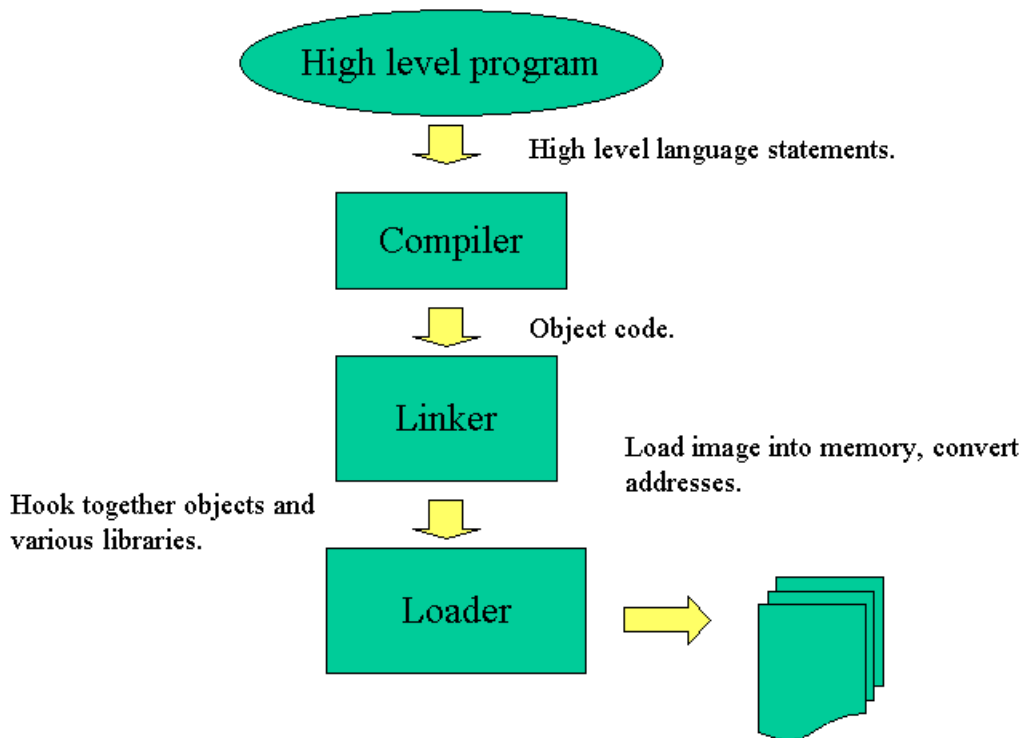 High level program
High level language statements.
Compiler
Object code.
Linker
Load image into memory, convert
addresses.
Hook together objects and
various libraries.
Loader